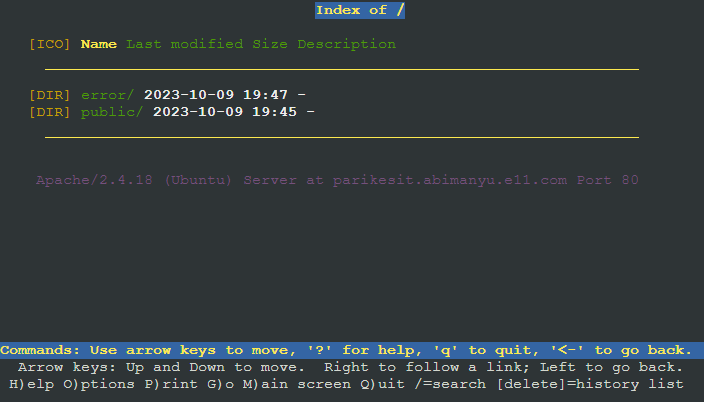 Index of /
[ICO] Name Last modified Size Description
[DIR] error/ 2023-10-09 19:47 -
[DIR] public/ 2023-10-09 19:45 -
Apache/2.4.18 (Ubuntu) Server at parikesit.abimanyu.e11.com Port 80
Commands: Use arrow keys to move, '?' for help, 'q' to quit, '<-' to go back.
Arrow keys: Up and Down to move.  Right to follow a link; Left to go back.
H)elp O)ptions P)rint G)o M)ain screen Q)uit /=search [delete]=history list